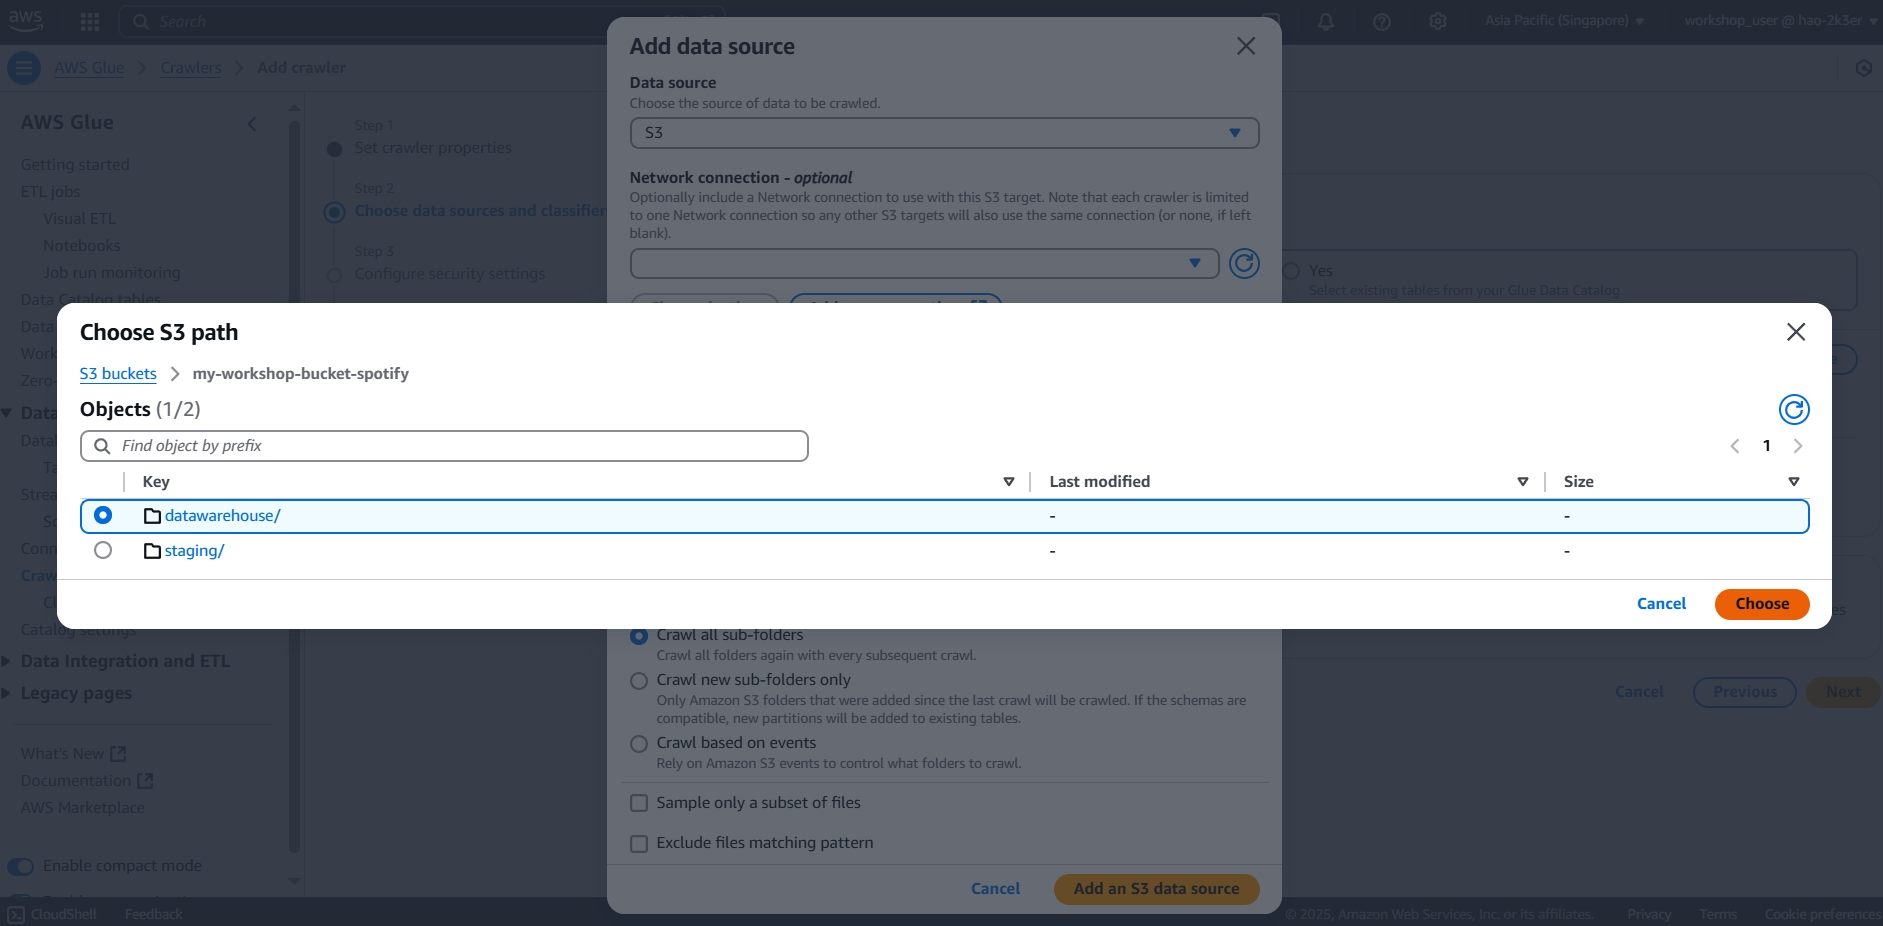 aws
Search
Asia Pacific (Singapore)
workshop_user @ hao-2k3er
AWS Glue
Crawlers
Add crawler
AWS Glue
Getting started
ETL jobs
Visual ETL
Notebooks
Job run monitoring
Data Catalog tables
Data
Data
Craw
Catalog settings
Data Integration and ETL
Legacy pages
What's New
Documentation
AWS Marketplace
Enable compact mode
Step 1
Set crawler properties
Step 2
Choose data sources and classifier
Step 3
Configure security settings
Add data source
Data source
Choose the source of data to be crawled.
S3
Network connection - optional
Optionally include a Network connection to use with this S3 target. Note that each crawler is limited
to one Network connection so any other S3 targets will also use the same connection (or none, if left
blank).
Yes
Select existing tables from your Glue Data Catalog.
Choose S3 path
S3 buckets
my-workshop-bucket-spotify
Objects (1/2)
Find object by prefix
1
Key
Last modified
Size
datawarehouse/
-
-
staging/
-
-
Cancel
Choose
Crawl all sub-folders
Crawl all folders again with every subsequent crawl.
Crawl new sub-folders only
Only Amazon S3 folders that were added since the last crawl will be crawled. If the schemas are
compatible, new partitions will be added to existing tables.
Crawl based on events
Rely on Amazon S3 events to control what folders to crawl.
Sample only a subset of files
Exclude files matching pattern
Cancel
Add an S3 data source
Cancel
Previous
Next
CloudShell
Feedback
© 2025, Amazon Web Services, Inc. or its affiliates.
Privacy
Terms
Cookie preferences